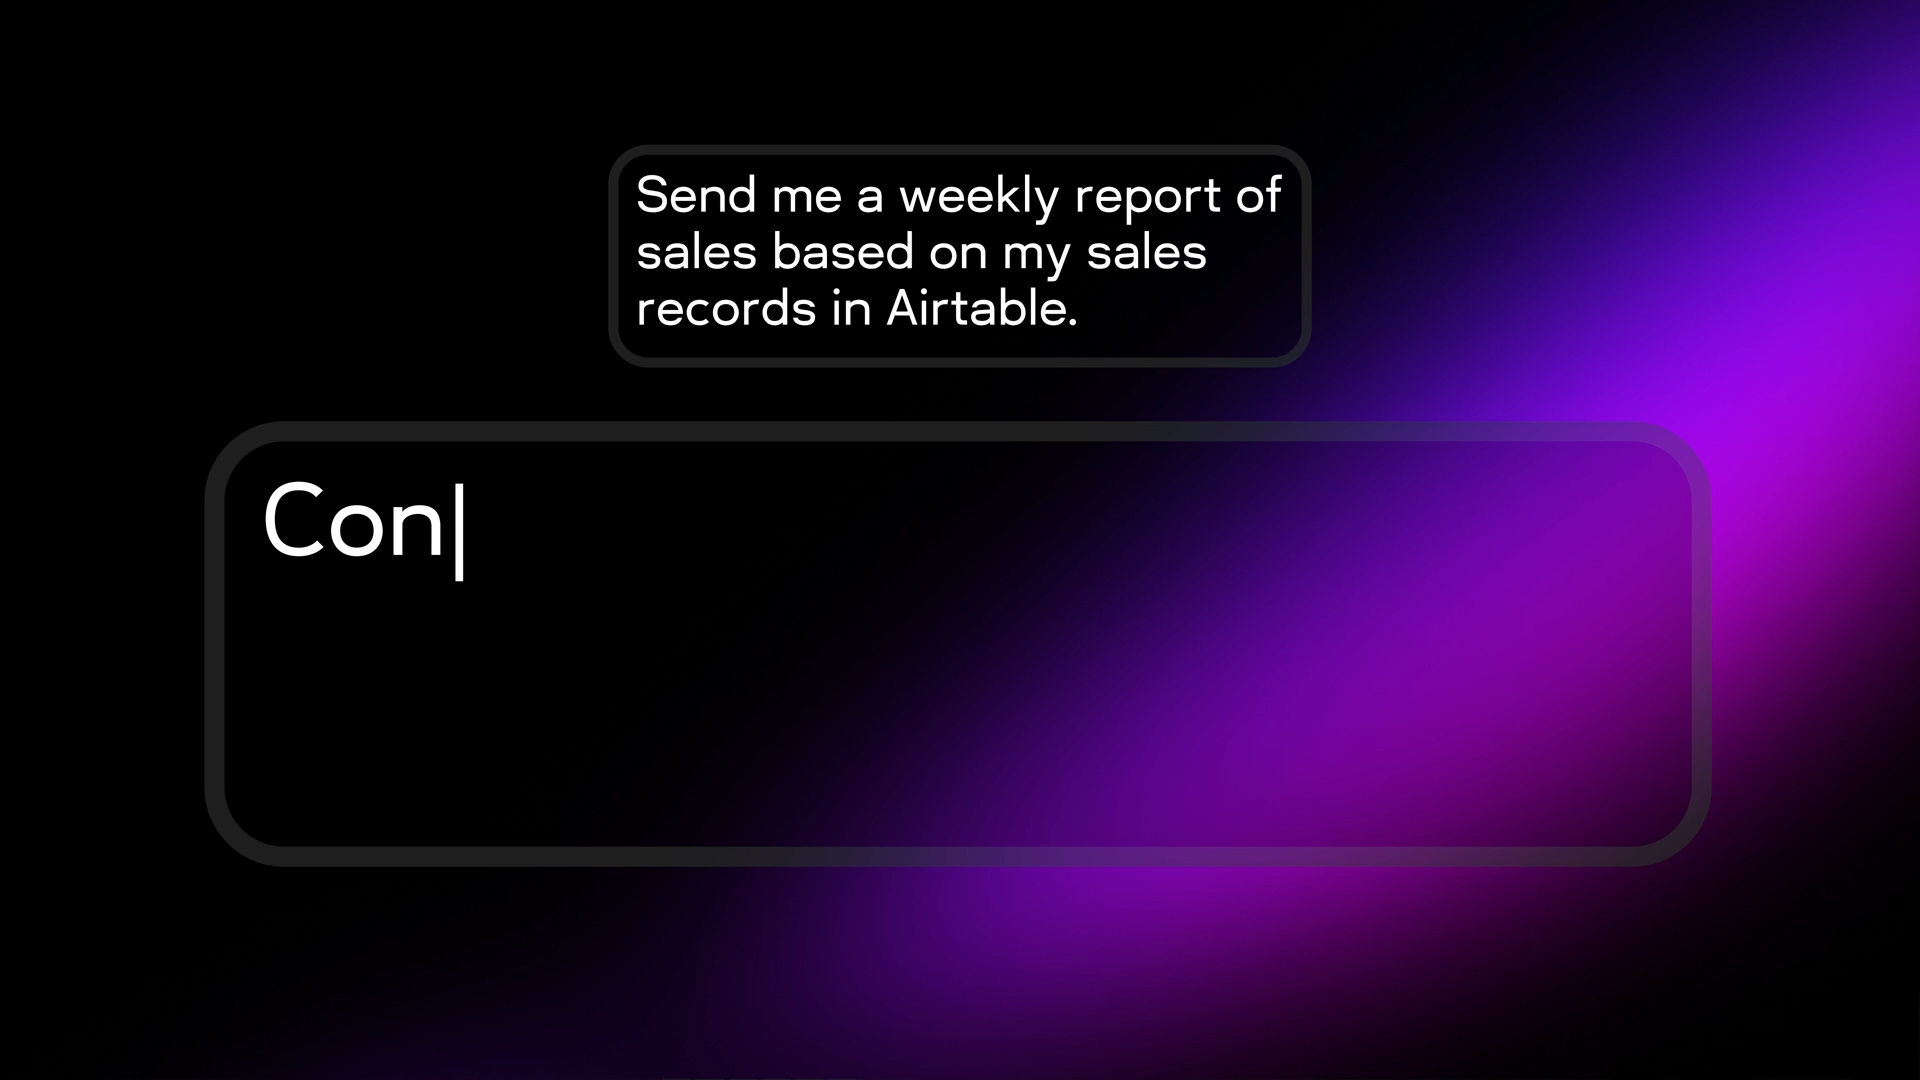 Send me a weekly report of
sales based on my sales
records in Airtable.
Con